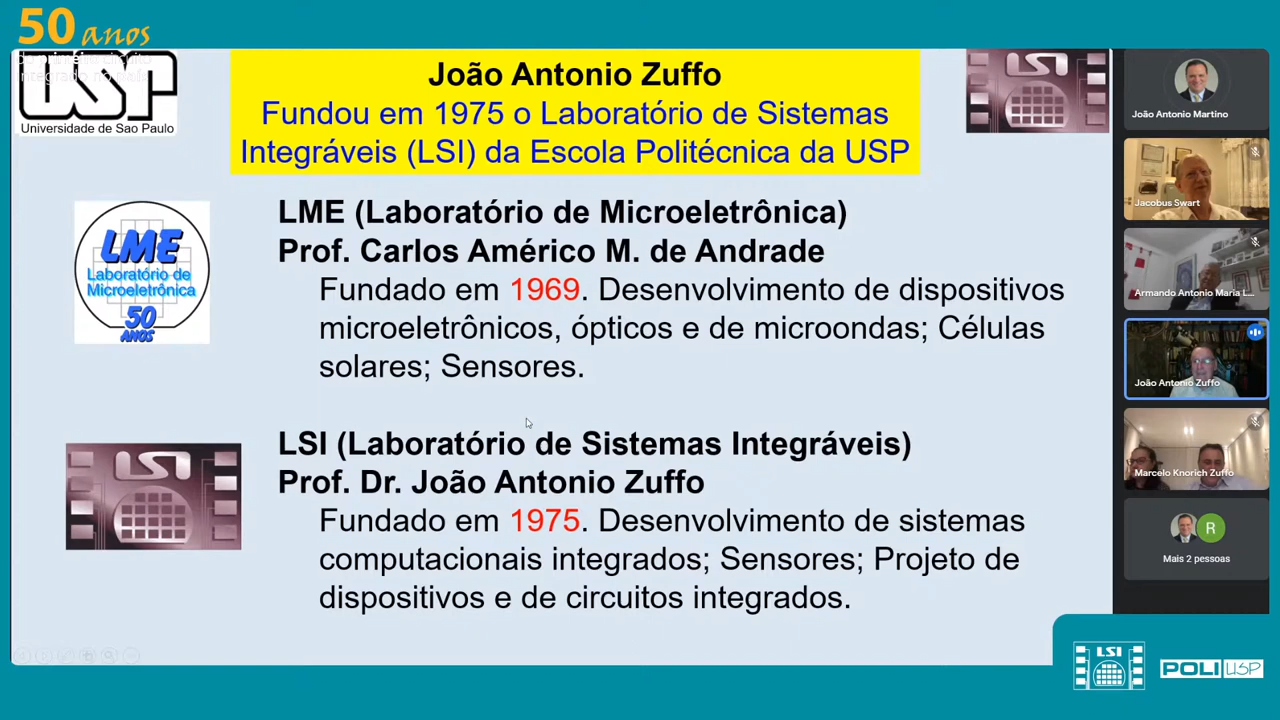 50 anos
do primeiro circuito
integrado no
USP
Universidade de Sao Paulo
João Antonio Zuffo
Fundou em 1975 o Laboratório de Sistemas
Integráveis (LSI) da Escola Politécnica da USP
LSI
LME
Laboratório de
Microeletrônica
50
ANOS
LME (Laboratório de Microeletrônica)
Prof. Carlos Américo M. de Andrade
Fundado em 1969. Desenvolvimento de dispositivos
microeletrônicos, ópticos e de microondas; Células
solares; Sensores.
LSI
LSI (Laboratório de Sistemas Integráveis)
Prof. Dr. João Antonio Zuffo
Fundado em 1975. Desenvolvimento de sistemas
computacionais integrados; Sensores; Projeto de
dispositivos e de circuitos integrados.
João Antonio Martino
Jacobus Swart
Armando Antonio Maria L...
João Antonio Zuffo
Marcelo Knorich Zuffo
R
Mais 2 pessoas
LSI
POLI USP